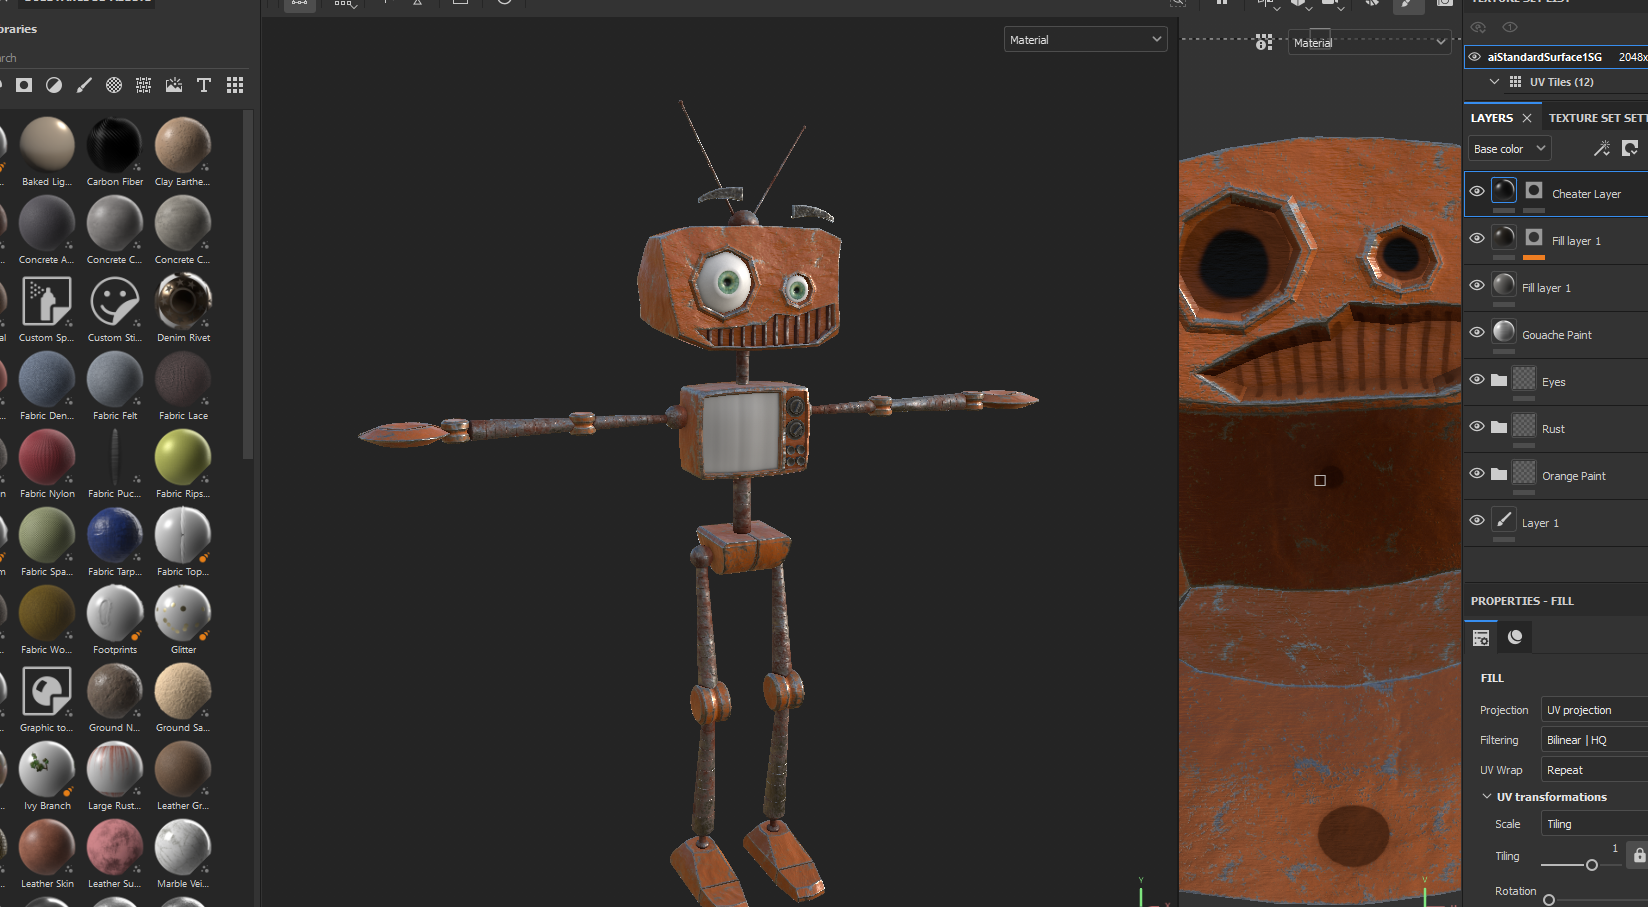 braries
rch
Baked Lig...
Carbon Fiber
Clay Earthe...
Concrete A...
Concrete C...
Concrete C...
Custom Sp...
Custom Sti...
Denim Rivet
Fabric Den...
Fabric Felt
Fabric Lace
Fabric Nylon
Fabric Puc...
Fabric Rips...
Fabric Spa...
Fabric Tarp...
Fabric Top...
Fabric Wo...
Footprints
Glitter
Graphic to...
Ground N...
Ground Sa...
Ivy Branch
Large Rust...
Leather Gr...
Leather Skin
Leather Su...
Marble Vei...
Material
Material
Y
Y
TEXTURE SET LIST
aiStandardSurface1SG 2048x
UV Tiles (12)
LAYERS
TEXTURE SET SETT
Base color
Cheater Layer
Fill layer 1
Fill layer 1
Gouache Paint
Eyes
Rust
Orange Paint
Layer 1
PROPERTIES - FILL
FILL
Projection UV projection
Filtering Bilinear | HQ
UV Wrap Repeat
UV transformations
Scale Tiling
Tiling 1
Rotation